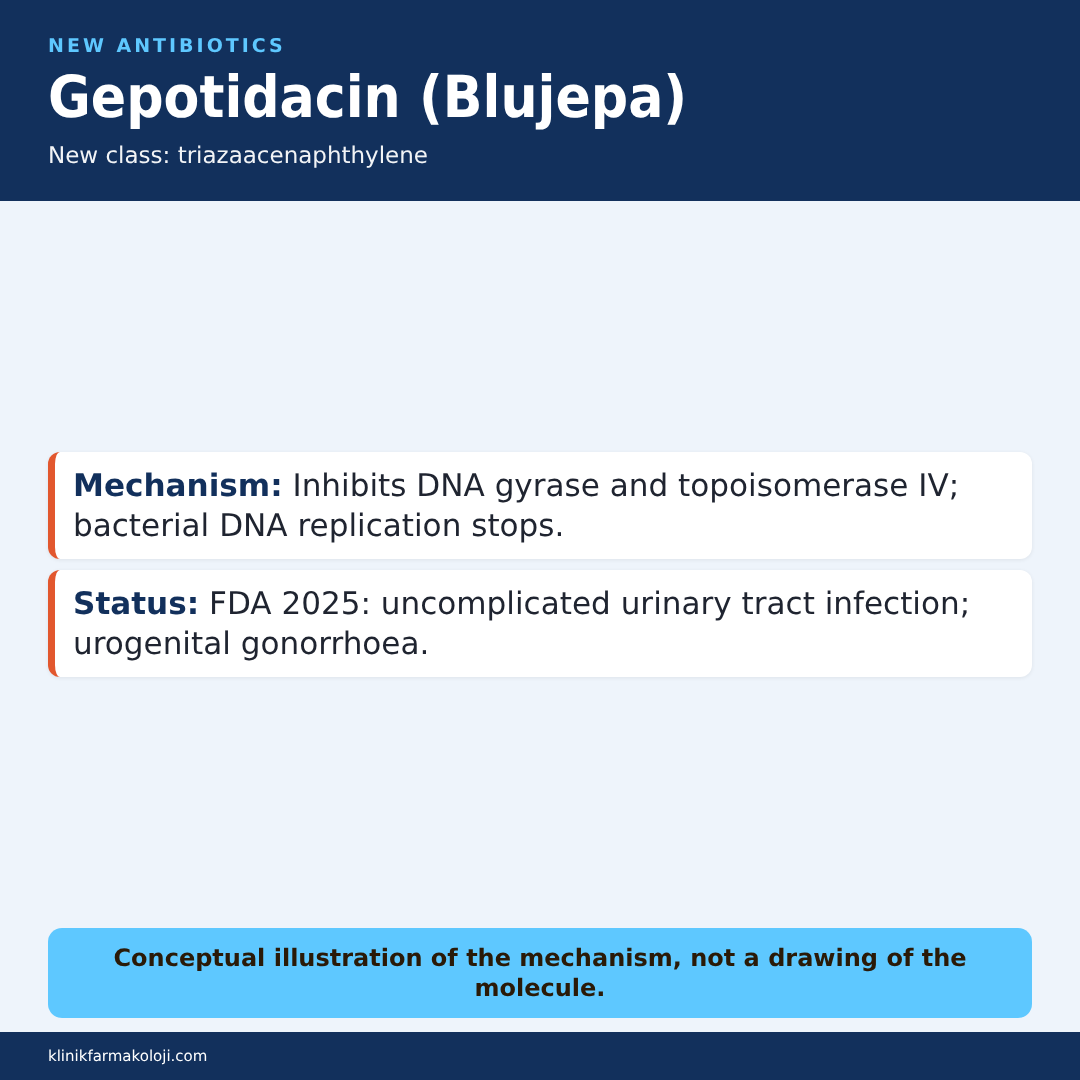 NEW ANTIBIOTICS
Gepotidacin (Blujepa)
New class: triazaacenaphthylene
Mechanism: Inhibits DNA gyrase and topoisomerase IV;
bacterial DNA replication stops.
Status: FDA 2025: uncomplicated urinary tract infection;
urogenital gonorrhoea.
Conceptual illustration of the mechanism, not a drawing of the
molecule.
klinikfarmakoloji.com